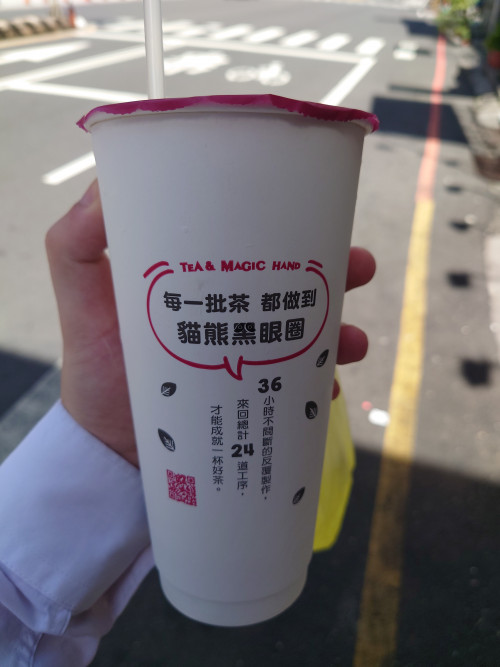 TEA & MAGIC HAND
每一批茶 都做到
貓熊黑眼圈
36
小時不間斷的反覆製作，
來回總計24道工序，
才能成就一杯好茶。